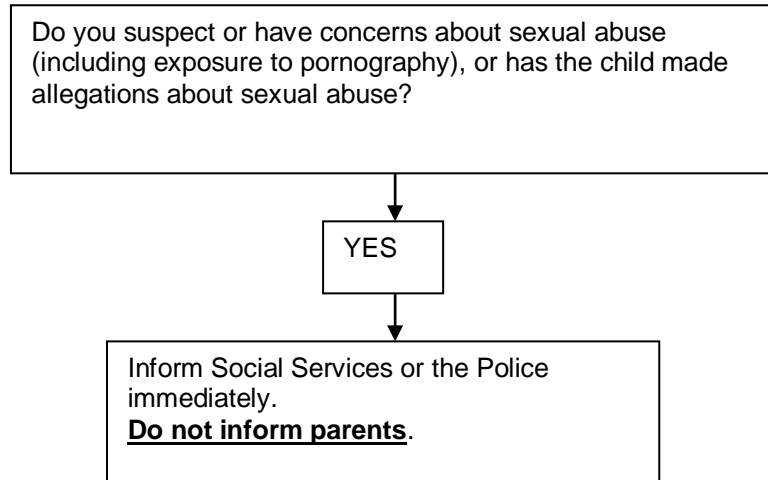 Do you suspect or have concerns about sexual abuse
(including exposure to pornography), or has the child made
allegations about sexual abuse?
YES
Inform Social Services or the Police
immediately.
Do not inform parents.